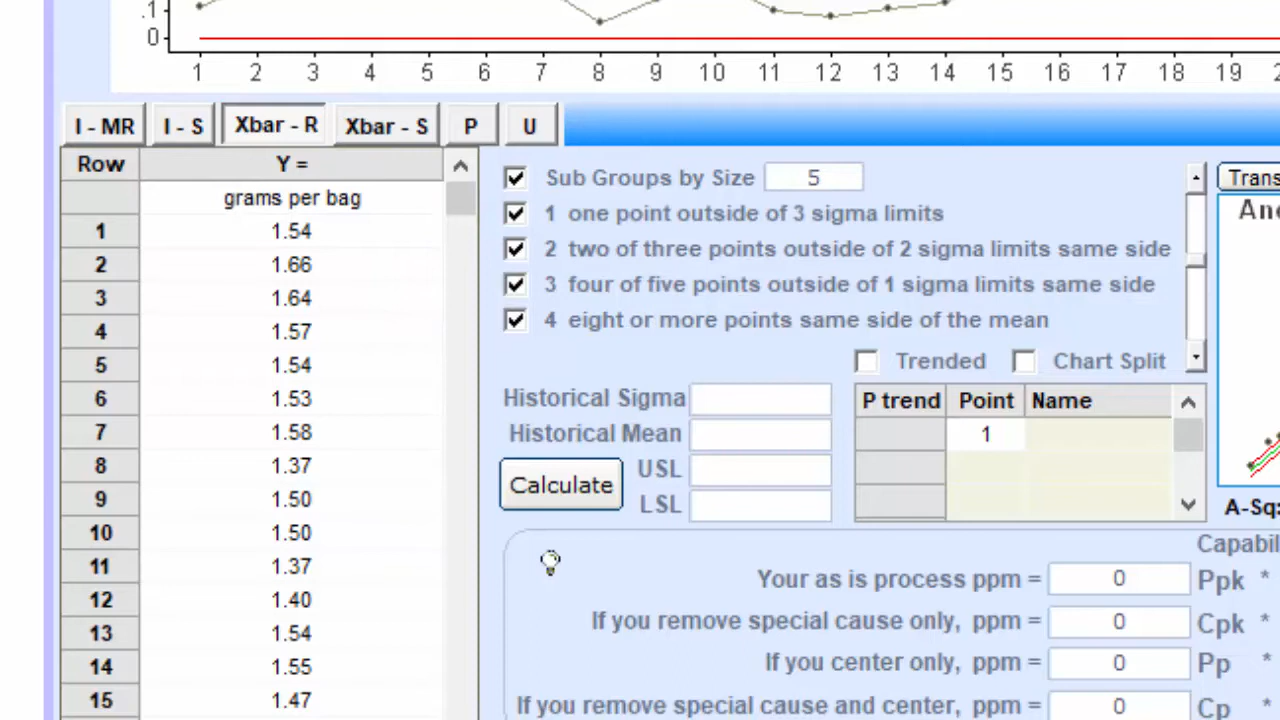 .1
0
1 2 3 4 5 6 7 8 9 10 11 12 13 14 15 16 17 18 19
I - MR I - S Xbar - R Xbar - S P U
Row Y =
grams per bag
1 1.54
2 1.66
3 1.64
4 1.57
5 1.54
6 1.53
7 1.58
8 1.37
9 1.50
10 1.50
11 1.37
12 1.40
13 1.54
14 1.55
15 1.47
Sub Groups by Size 5
1 one point outside of 3 sigma limits
2 two of three points outside of 2 sigma limits same side
3 four of five points outside of 1 sigma limits same side
4 eight or more points same side of the mean
Trended Chart Split
Historical Sigma
Historical Mean
Calculate USL
LSL
P trend Point Name
1
Trans
A-Sq:
Capabil
Your as is process ppm = 0 Ppk *
If you remove special cause only, ppm = 0 Cpk *
If you center only, ppm = 0 Pp *
If you remove special cause and center, ppm = 0 Cp *